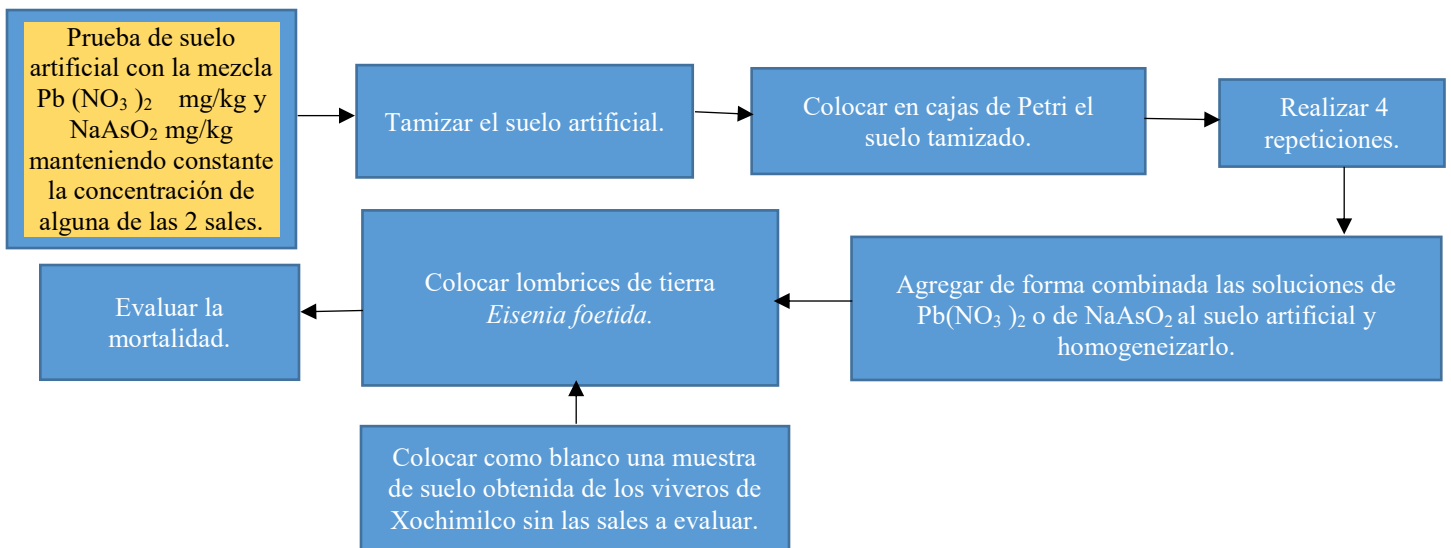 Prueba de suelo
artificial con la mezcla
Pb (NO₃ )₂ mg/kg y
NaAsO₂ mg/kg
manteniendo constante
la concentración de
alguna de las 2 sales.
Tamizar el suelo artificial.
Colocar en cajas de Petri el
suelo tamizado.
Realizar 4
repeticiones.
Agregar de forma combinada las soluciones de
Pb(NO₃ )₂ o de NaAsO₂ al suelo artificial y
homogeneizarlo.
Colocar lombrices de tierra
Eisenia foetida.
Evaluar la
mortalidad.
Colocar como blanco una muestra
de suelo obtenida de los viveros de
Xochimilco sin las sales a evaluar.